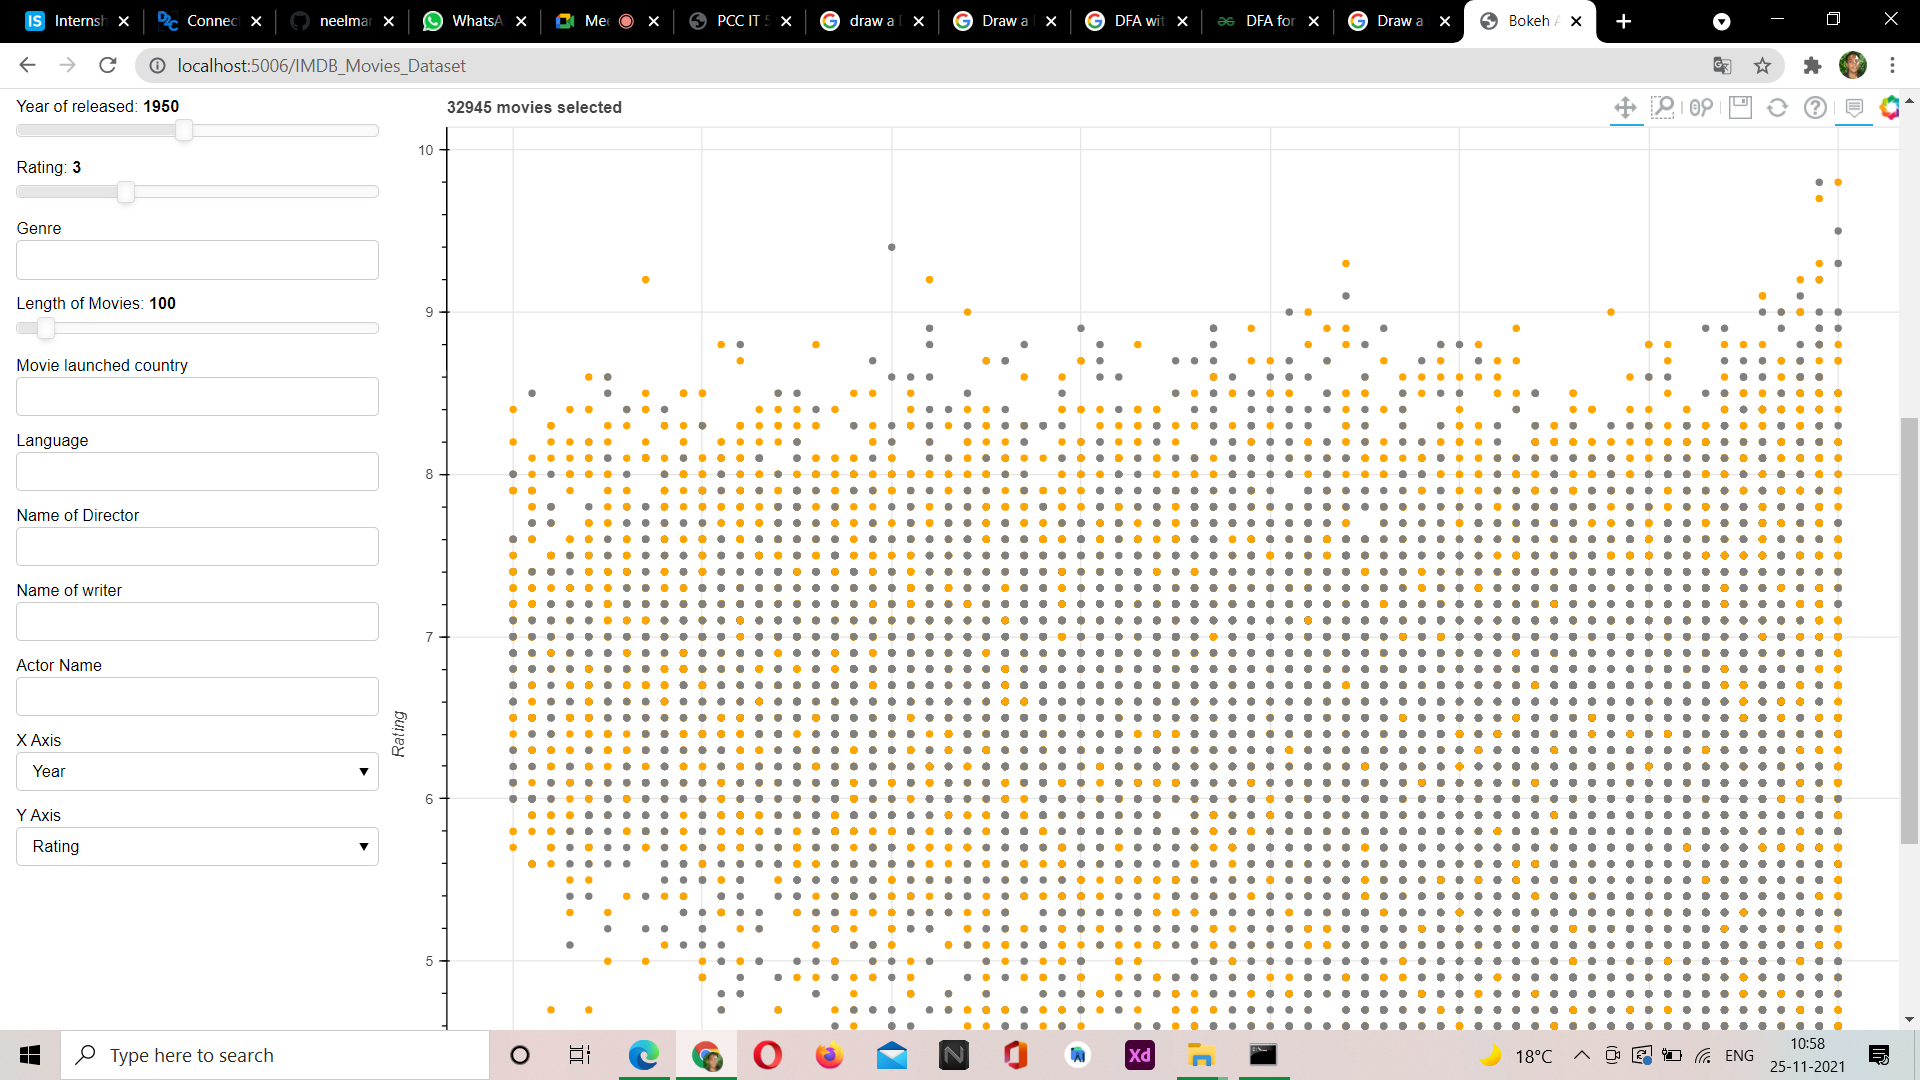 Internsh
Connec
neelmar
WhatsA
Mee
PCC IT S
draw a D
Draw a
DFA wit
DFA for
Draw a
Bokeh A
localhost:5006/IMDB_Movies_Dataset
Year of released: 1950
Rating: 3
Genre
Length of Movies: 100
Movie launched country
Language
Name of Director
Name of writer
Actor Name
X Axis
Year
Y Axis
Rating
32945 movies selected
10
9
8
7
6
5
Rating
Type here to search
Xd
18°C
ENG
10:58
25-11-2021